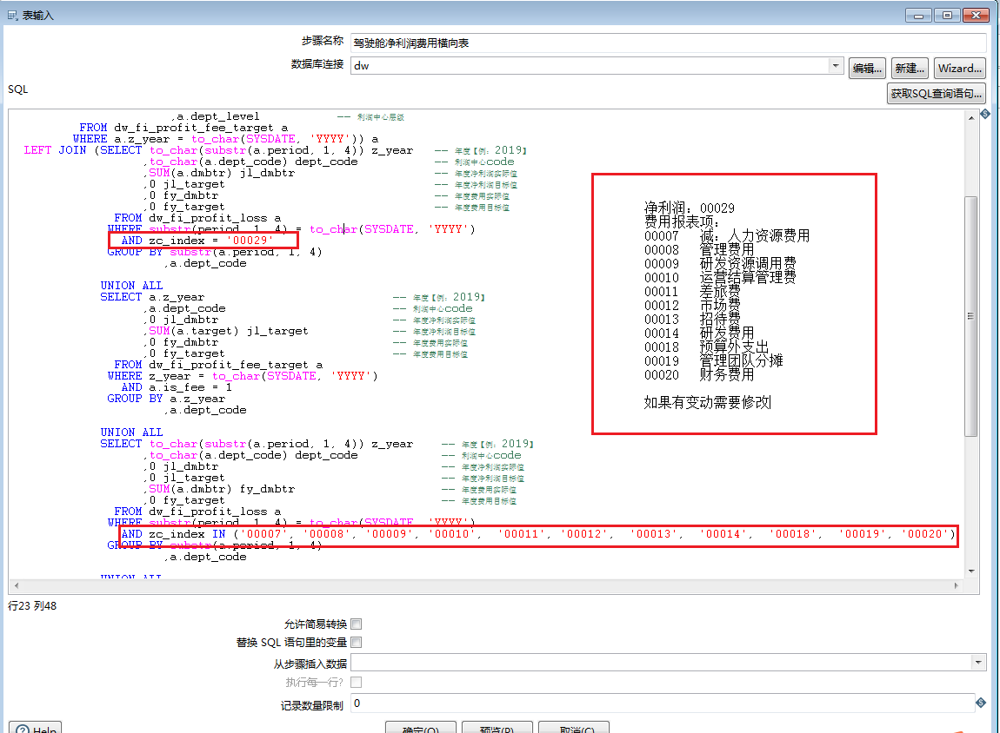 表输入
步骤名称 驾驶舱净利润费用横向表
数据库连接 dw 编辑... 新建... Wizard...
SQL 获取SQL查询语句...
,a.dept_level -- 利润中心层级
FROM dw_fi_profit_fee_target a
WHERE a.z_year = to_char(SYSDATE, 'YYYY')) a
LEFT JOIN (SELECT to_char(substr(a.period, 1, 4)) z_year -- 年度【例：2019】
,to_char(a.dept_code) dept_code -- 利润中心code
,SUM(a.dmbtr) jl_dmbtr -- 年度净利润实际值
,0 jl_target -- 年度净利润目标值
,0 fy_dmbtr -- 年度费用实际值
,0 fy_target -- 年度费用目标值
FROM dw_fi_profit_loss a
WHERE substr(period, 1, 4) = to_char(SYSDATE, 'YYYY')
AND zc_index = '00029'
GROUP BY substr(a.period, 1, 4)
,a.dept_code
UNION ALL
SELECT a.z_year -- 年度【例：2019】
,a.dept_code -- 利润中心code
,0 jl_dmbtr -- 年度净利润实际值
,SUM(a.target) jl_target -- 年度净利润目标值
,0 fy_dmbtr -- 年度费用实际值
,0 fy_target -- 年度费用目标值
FROM dw_fi_profit_fee_target a
WHERE z_year = to_char(SYSDATE, 'YYYY')
AND a.is_fee = 1
GROUP BY a.z_year
,a.dept_code
UNION ALL
SELECT to_char(substr(a.period, 1, 4)) z_year -- 年度【例：2019】
,to_char(a.dept_code) dept_code -- 利润中心code
,0 jl_dmbtr -- 年度净利润实际值
,0 jl_target -- 年度净利润目标值
,SUM(a.dmbtr) fy_dmbtr -- 年度费用实际值
,0 fy_target -- 年度费用目标值
FROM dw_fi_profit_loss a
WHERE substr(period, 1, 4) = to_char(SYSDATE, 'YYYY')
AND zc_index IN ('00007', '00008', '00009', '00010', '00011', '00012', '00013', '00014', '00018', '00019', '00020')
GROUP BY substr(a.period, 1, 4)
,a.dept_code
UNION ALL
净利润：00029
费用报表项：
00007 减：人力资源费用
00008 管理费用
00009 研发资源调用费
00010 运营结算管理费
00011 差旅费
00012 市场费
00013 招待费
00014 研发费用
00018 预算外支出
00019 管理团队分摊
00020 财务费用
如果有变动需要修改
行23 列48
允许简易转换
替换 SQL 语句里的变量
从步骤插入数据
执行每一行?
记录数量限制 0
Help 确定(O) 预览(P) 取消(C)